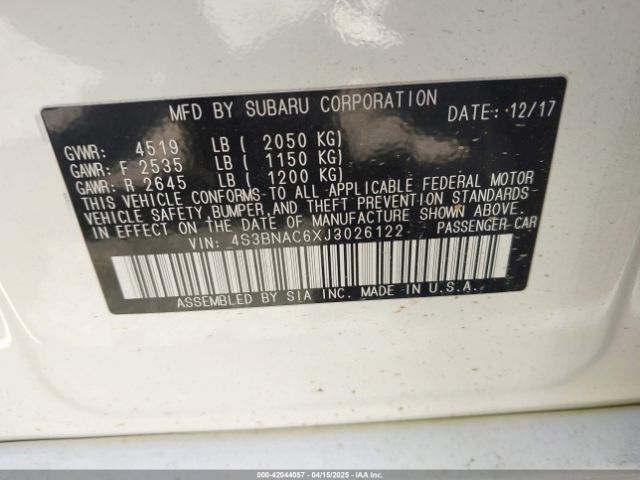 MFD BY SUBARU CORPORATION DATE: 12/17
GVWR: 4519 LB ( 2050 KG)
GAWR: F 2535 LB ( 1150 KG)
GAWR: R 2645 LB ( 1200 KG)
THIS VEHICLE CONFORMS TO ALL APPLICABLE FEDERAL MOTOR
VEHICLE SAFETY, BUMPER, AND THEFT PREVENTION STANDARDS
IN EFFECT ON THE DATE OF MANUFACTURE SHOWN ABOVE.
VIN: 4S3BNAC6XJ3026122 PASSENGER CAR
ASSEMBLED BY SIA INC. MADE IN U.S.A.
000-42044057 - 04/15/2025 - IAA Inc.